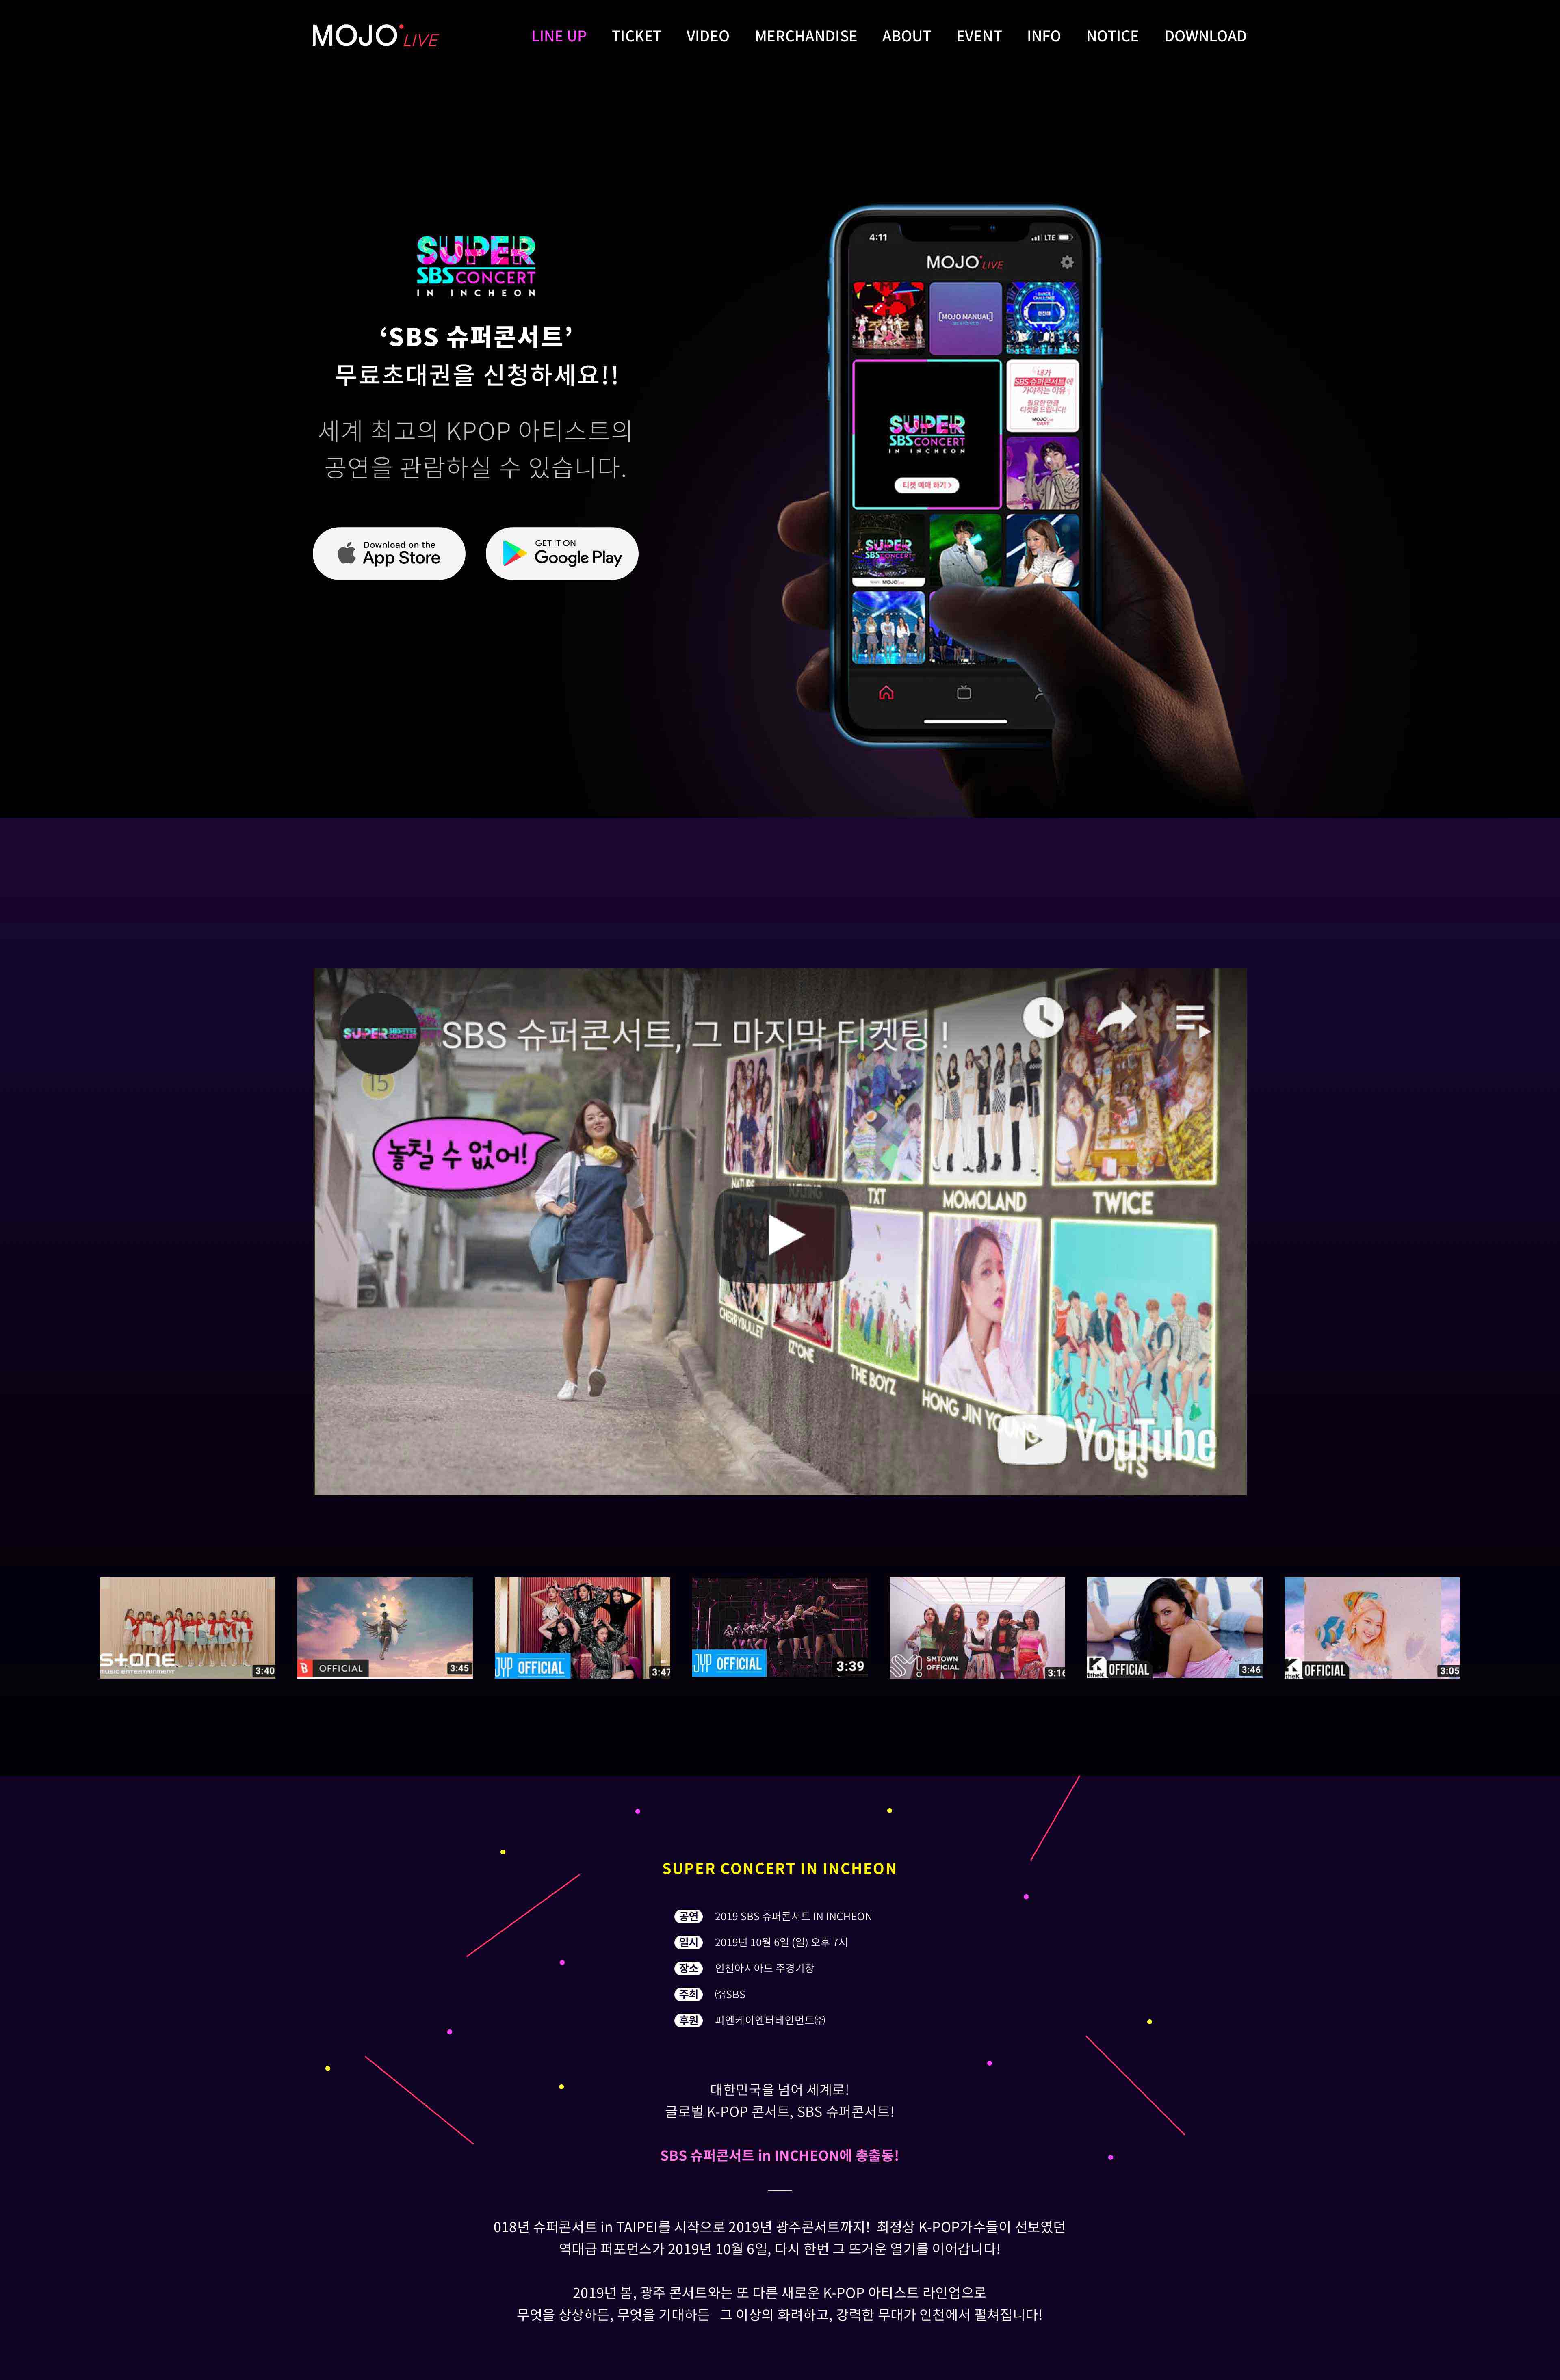 MOJO LIVE
LINE UP TICKET VIDEO MERCHANDISE ABOUT EVENT INFO NOTICE DOWNLOAD
SUPER
SBS CONCERT
IN INCHEON
‘SBS 슈퍼콘서트’
무료초대권을 신청하세요!!
세계 최고의 KPOP 아티스트의
공연을 관람하실 수 있습니다.
Download on the
App Store
GET IT ON
Google Play
4:11 LTE
MOJO LIVE
[MOJO MANUAL]
내가
SBS 슈퍼콘서트에
가야하는 이유
필요한 만큼
티켓을 드립니다!
MOJO LIVE
EVENT
SUPER
SBS CONCERT
IN INCHEON
티켓 예매 하기 >
SUPER
SUPER SBS CONCERT
SBS 슈퍼콘서트, 그 마지막 티켓팅 !
15
놓칠 수 없어!
NATURE
N.FLYING
TXT
MOMOLAND
TWICE
CHERRYBULLET
IZ*ONE
THE BOYZ
HONG JIN YOUNG
BTS
YouTube
STONE
MUSIC ENTERTAINMENT
3:40
B OFFICIAL
3:45
JYP OFFICIAL
3:47
JYP OFFICIAL
3:39
SMTOWN
OFFICIAL
3:16
1theK OFFICIAL
3:46
1theK OFFICIAL
3:05
SUPER CONCERT IN INCHEON
공연 2019 SBS 슈퍼콘서트 IN INCHEON
일시 2019년 10월 6일 (일) 오후 7시
장소 인천아시아드 주경기장
주최 ㈜SBS
후원 피엔케이엔터테인먼트㈜
대한민국을 넘어 세계로!
글로벌 K-POP 콘서트, SBS 슈퍼콘서트!
SBS 슈퍼콘서트 in INCHEON에 총출동!
018년 슈퍼콘서트 in TAIPEI를 시작으로 2019년 광주콘서트까지! 최정상 K-POP가수들이 선보였던
역대급 퍼포먼스가 2019년 10월 6일, 다시 한번 그 뜨거운 열기를 이어갑니다!
2019년 봄, 광주 콘서트와는 또 다른 새로운 K-POP 아티스트 라인업으로
무엇을 상상하든, 무엇을 기대하든 그 이상의 화려하고, 강력한 무대가 인천에서 펼쳐집니다!